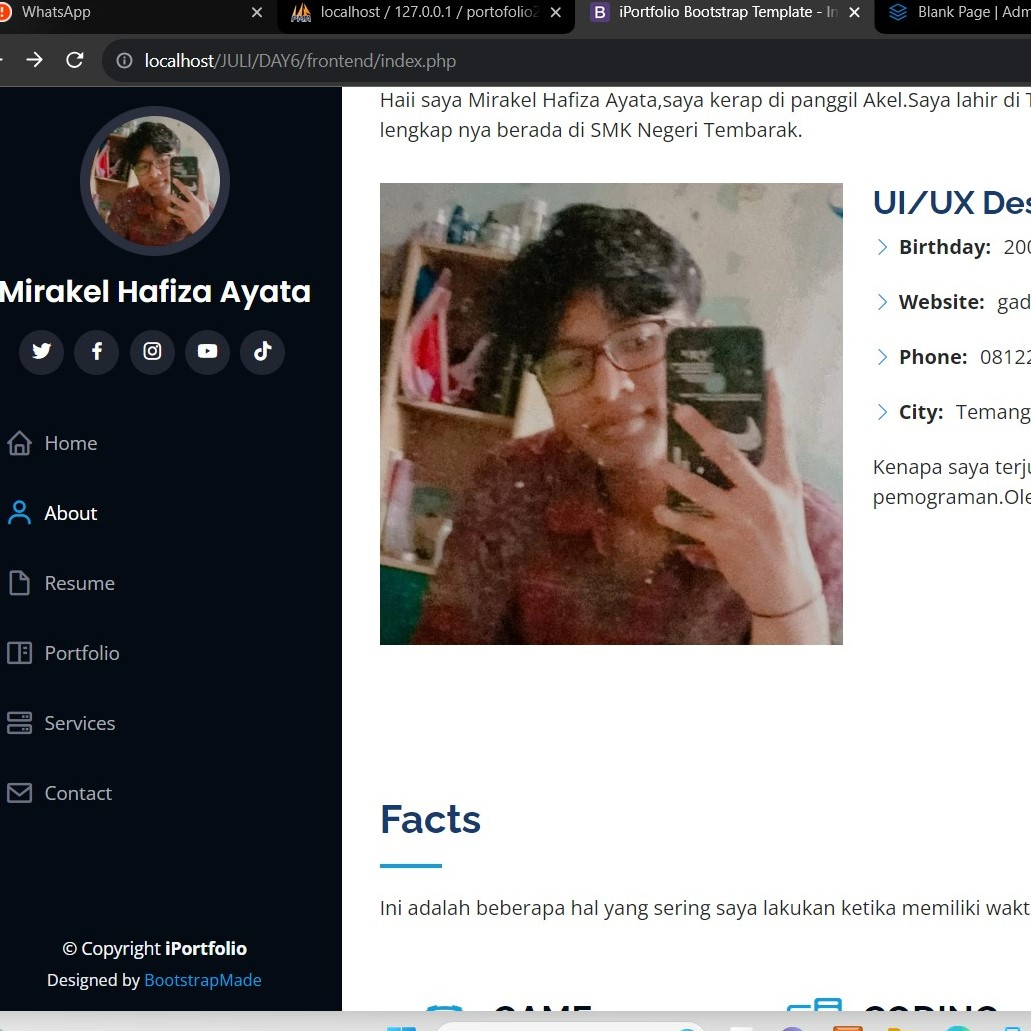 WhatsApp
localhost / 127.0.0.1 / portofolio2
iPortfolio Bootstrap Template - In
Blank Page | Adm
localhost/JULI/DAY6/frontend/index.php
Mirakel Hafiza Ayata
Home
About
Resume
Portfolio
Services
Contact
© Copyright iPortfolio
Designed by BootstrapMade
Haii saya Mirakel Hafiza Ayata,saya kerap di panggil Akel.Saya lahir di T
lengkap nya berada di SMK Negeri Tembarak.
UI/UX Des
Birthday: 200
Website: gad
Phone: 08122
City: Temang
Kenapa saya terju
pemograman.Ole
Facts
Ini adalah beberapa hal yang sering saya lakukan ketika memiliki wakt
GAME
CODING